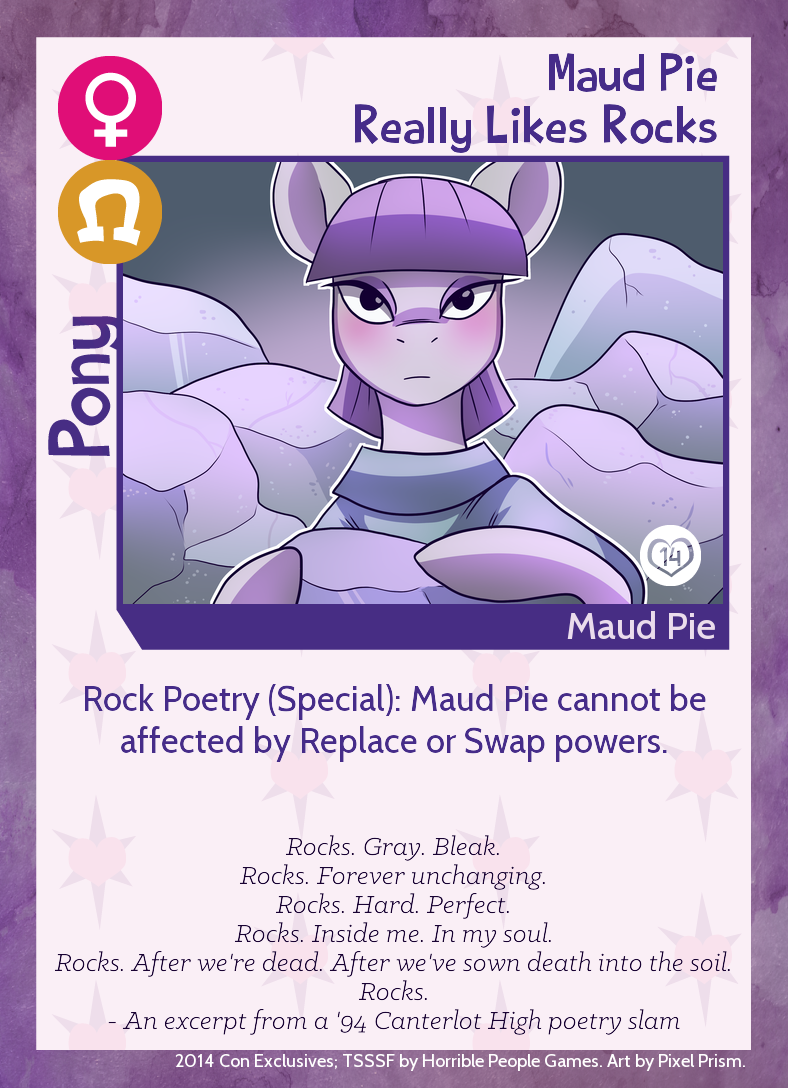 Maud Pie
Really Likes Rocks
Pony
14
Maud Pie
Rock Poetry (Special): Maud Pie cannot be
affected by Replace or Swap powers.
Rocks. Gray. Bleak.
Rocks. Forever unchanging.
Rocks. Hard. Perfect.
Rocks. Inside me. In my soul.
Rocks. After we're dead. After we've sown death into the soil.
Rocks.
- An excerpt from a '94 Canterlot High poetry slam
2014 Con Exclusives; TSSSF by Horrible People Games. Art by Pixel Prism.